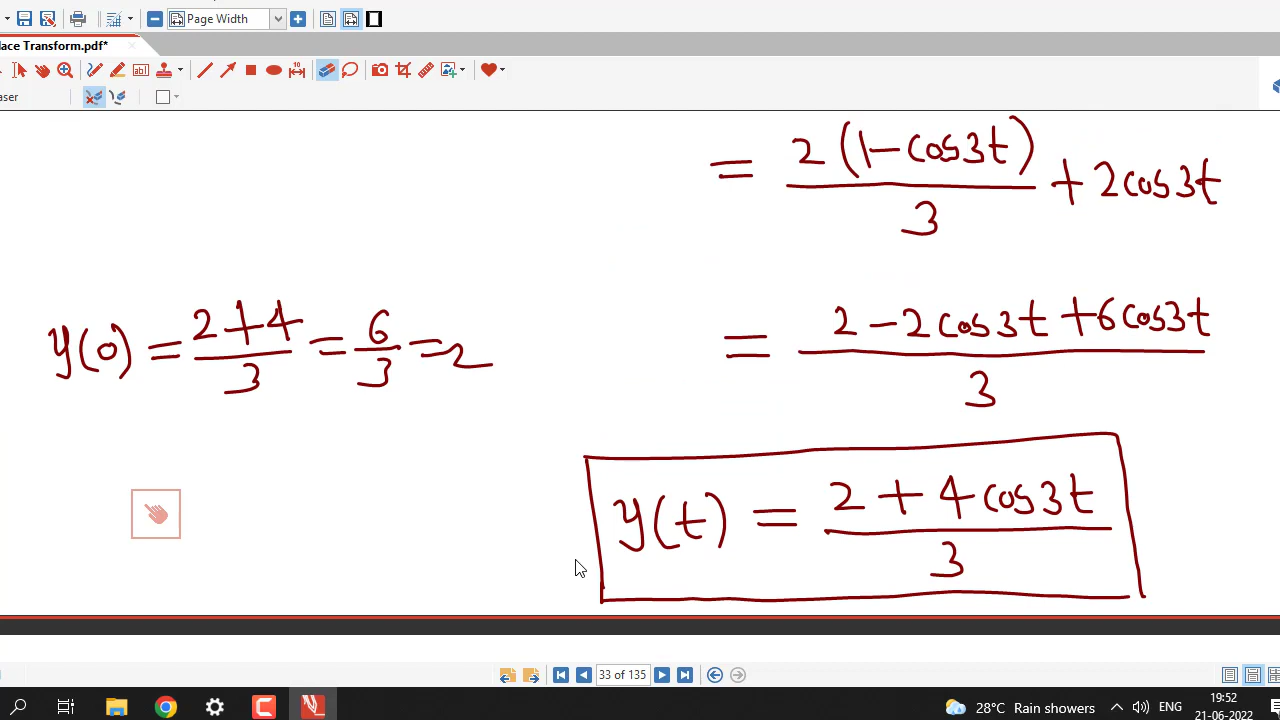 Page Width
lace Transform.pdf*
aser
= 2(1-cos3t)/3 + 2cos3t
y(0) = 2+4/3 = 6/3 = 2
= 2-2cos3t+6cos3t/3
y(t) = 2+4cos3t/3
33 of 135
28°C Rain showers
ENG
19:52
21-06-2022